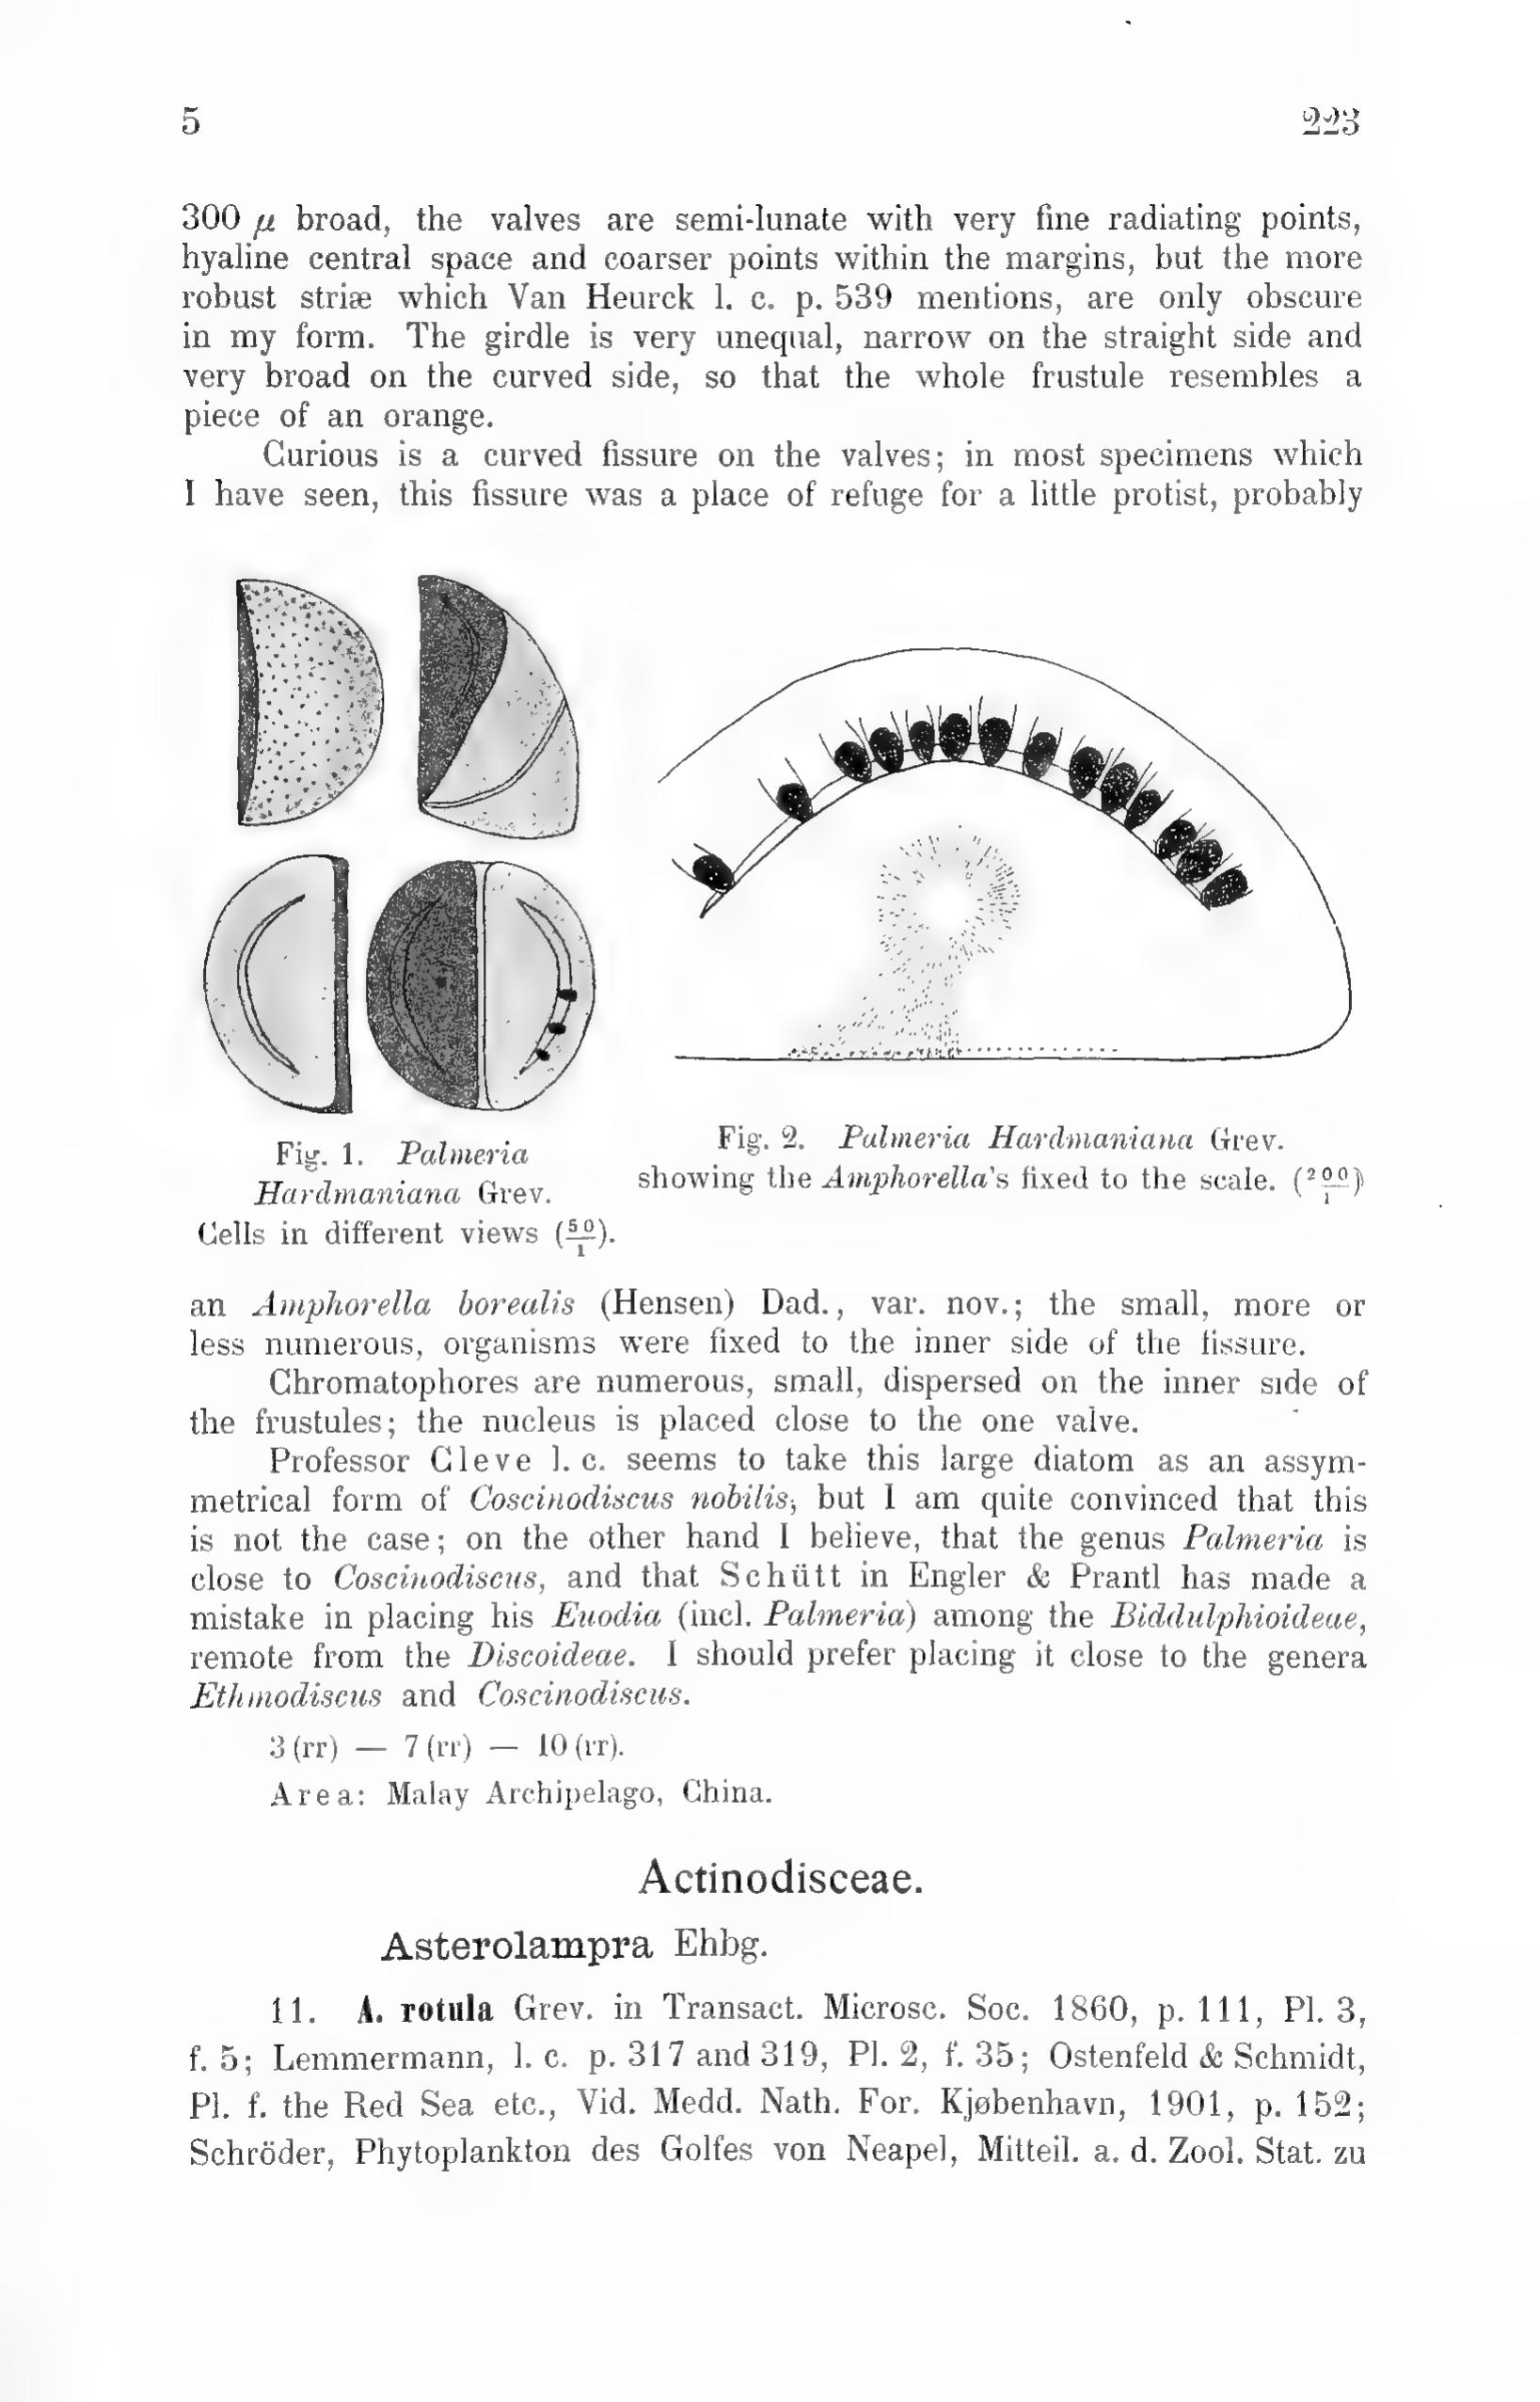 5 223
300 µ broad, the valves are semi-lunate with very fine radiating points,
hyaline central space and coarser points within the margins, but the more
robust striæ which Van Heurck l. c. p. 539 mentions, are only obscure
in my form. The girdle is very unequal, narrow on the straight side and
very broad on the curved side, so that the whole frustule resembles a
piece of an orange.
Curious is a curved fissure on the valves; in most specimens which
I have seen, this fissure was a place of refuge for a little protist, probably
Fig. 1. Palmeria
Hardmaniana Grev.
Cells in different views (50/1).
Fig. 2. Palmeria Hardmaniana Grev.
showing the Amphorella's fixed to the scale. (200/1)
an Amphorella borealis (Hensen) Dad., var. nov.; the small, more or
less numerous, organisms were fixed to the inner side of the fissure.
Chromatophores are numerous, small, dispersed on the inner side of
the frustules; the nucleus is placed close to the one valve.
Professor Cleve l. c. seems to take this large diatom as an assym-
metrical form of Coscinodiscus nobilis, but I am quite convinced that this
is not the case; on the other hand I believe, that the genus Palmeria is
close to Coscinodiscus, and that Schütt in Engler & Prantl has made a
mistake in placing his Euodia (incl. Palmeria) among the Biddulphioideae,
remote from the Discoideae. I should prefer placing it close to the genera
Ethmodiscus and Coscinodiscus.
3 (rr) — 7 (rr) — 10 (rr).
Area: Malay Archipelago, China.
Actinodisceae.
Asterolampra Ehbg.
11. A. rotula Grev. in Transact. Microsc. Soc. 1860, p. 111, Pl. 3,
f. 5; Lemmermann, l. c. p. 317 and 319, Pl. 2, f. 35; Ostenfeld & Schmidt,
Pl. f. the Red Sea etc., Vid. Medd. Nath. For. Kjøbenhavn, 1901, p. 152;
Schröder, Phytoplankton des Golfes von Neapel, Mitteil. a. d. Zool. Stat. zu